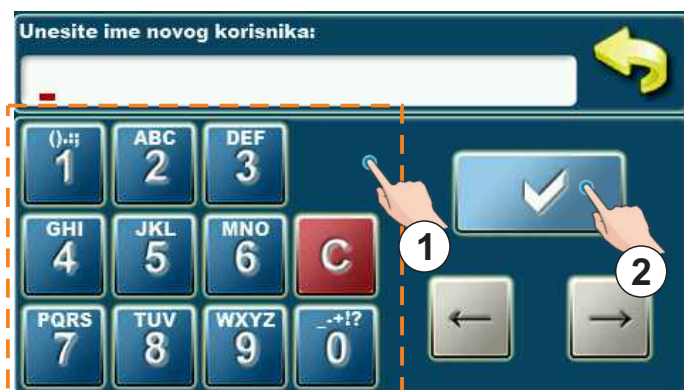 Unesite ime novog korisnika:
().:; ABC DEF
1 2 3
GHI JKL MNO
4 5 6 C
1
2
PQRS TUV WXYZ _-+!?
7 8 9 0
← →